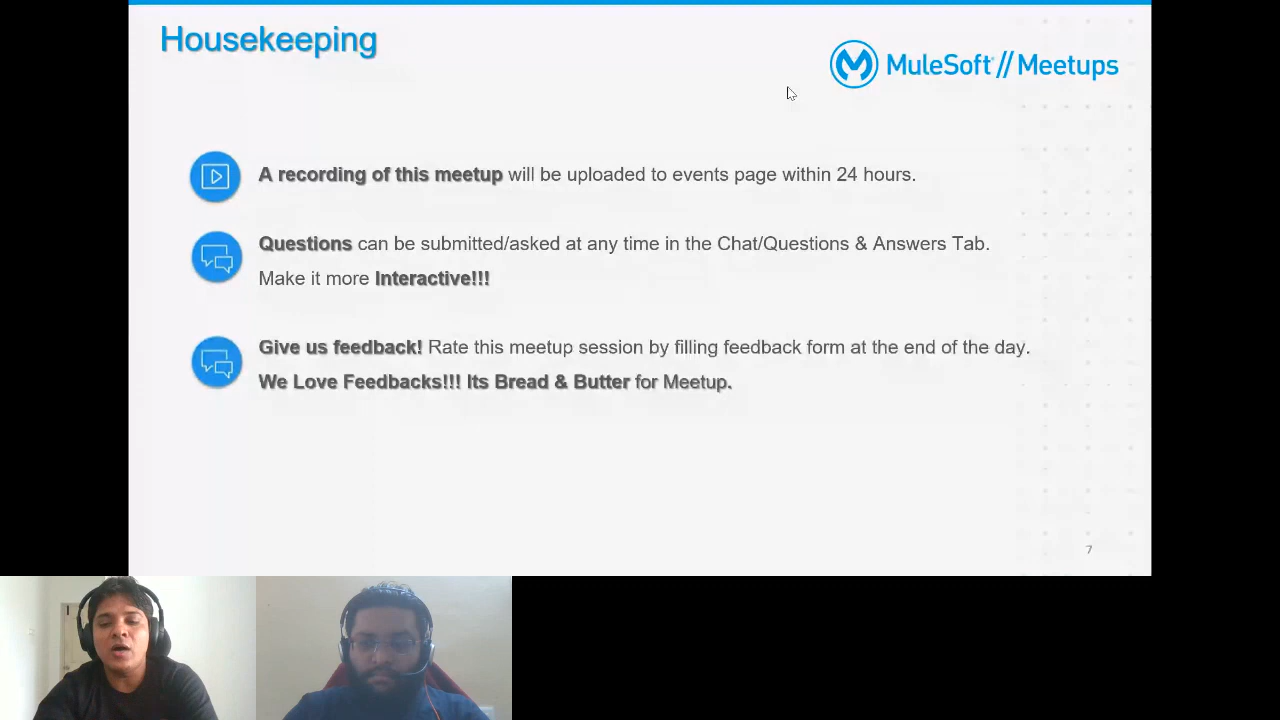 Housekeeping
MuleSoft // Meetups
A recording of this meetup will be uploaded to events page within 24 hours.
Questions can be submitted/asked at any time in the Chat/Questions & Answers Tab.
Make it more Interactive!!!
Give us feedback! Rate this meetup session by filling feedback form at the end of the day.
We Love Feedbacks!!! Its Bread & Butter for Meetup.
7